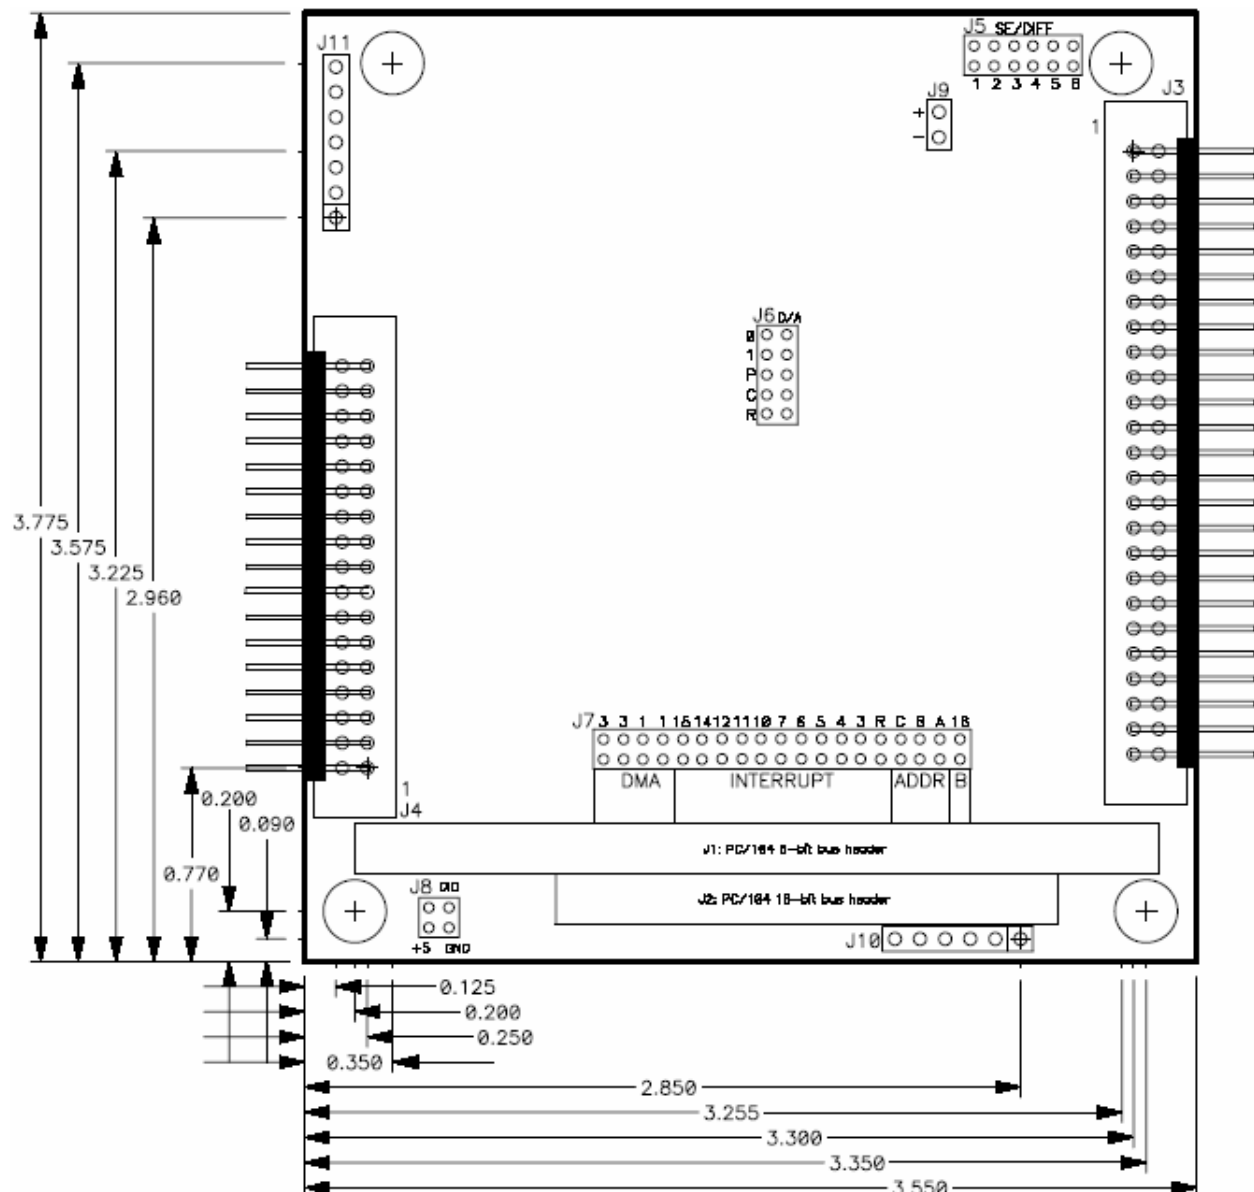 J11
J5 SE/DIFF
1 2 3 4 5 6
J3
J9
+
-
1
J6 D/A
0
1
P
C
R
3.775
3.575
3.225
2.960
J7 3 3 1 1 15 14 12 11 10 7 6 5 4 3 R C B A 16
DMA INTERRUPT ADDR B
1
J4
0.200
0.090
0.770
J1: PC/104 8-bit bus header
J2: PC/104 16-bit bus header
J8 DIO
+5 GND
J10
0.125
0.200
0.250
0.350
2.850
3.255
3.300
3.350
3.550